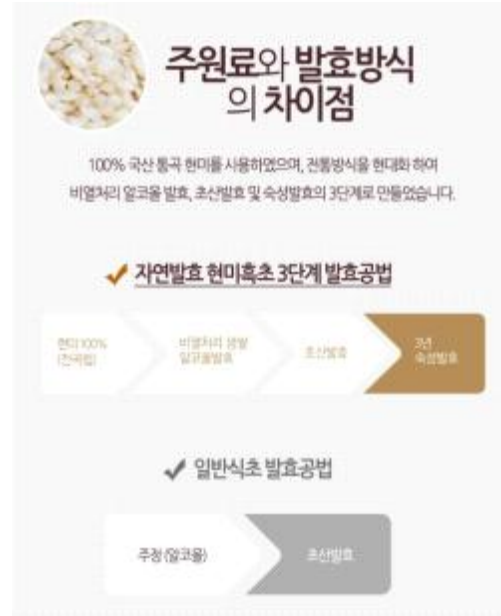 주원료와 발효방식
의 차이점
100% 국산 통곡 현미를 사용하였으며, 전통방식을 현대화 하여
비열처리 알코올 발효, 초산발효 및 숙성발효의 3단계로 만들었습니다.
자연발효 현미흑초 3단계 발효공법
현미 100%
비열처리 생쌀
초산발효
3년
(전곡립)
알코올발효
숙성발효
일반식초 발효공법
주정 (알코올)
초산발효